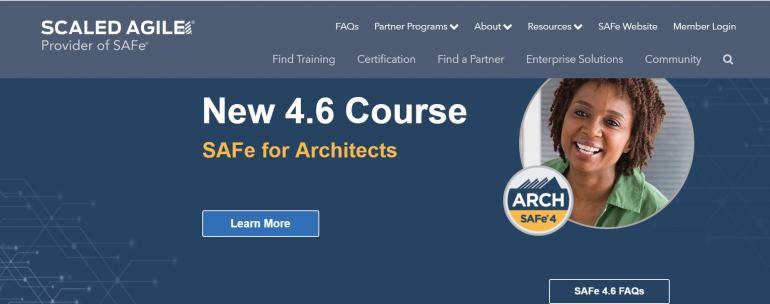 SCALED AGILE®
Provider of SAFe®
FAQs Partner Programs About Resources SAFe Website Member Login
Find Training Certification Find a Partner Enterprise Solutions Community
New 4.6 Course
SAFe for Architects
Learn More
ARCH
SAFe® 4
SAFe 4.6 FAQs